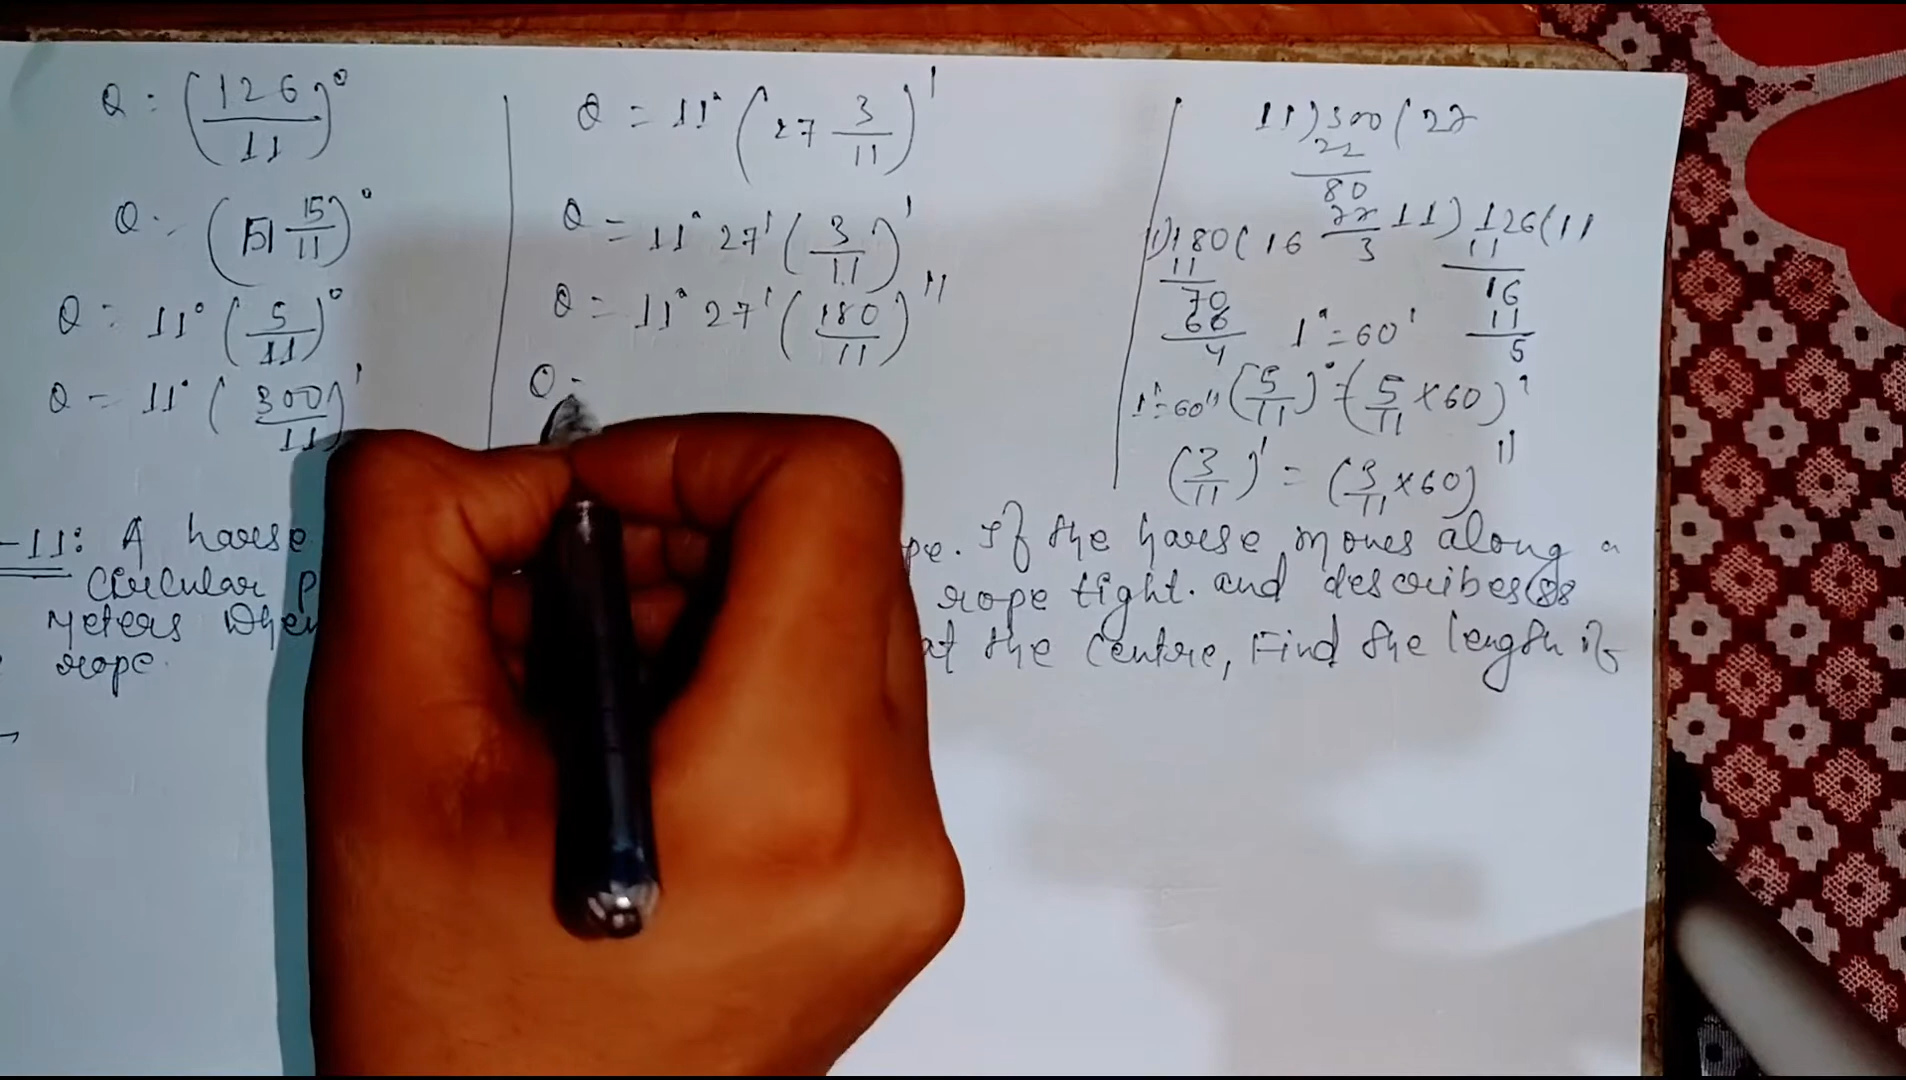 Q = (126/11)°
Q = (11 5/11)°
Q = 11° (5/11)°
Q = 11° (300/11)'
Q = 11° (27 3/11)'
Q = 11° 27' (3/11)'
Q = 11° 27' (180/11)''
Q =
11)300(27
22
80
77
3
11)180(16
11
70
66
4
11)126(11
11
16
11
5
1° = 60'
1' = 60'' (5/11)° = (5/11 × 60)'
(3/11)' = (3/11 × 60)''
-11: A horse pe. If the horse moves along a
circular p rope tight. and describes 88
meters when at the centre, Find the length of
rope.